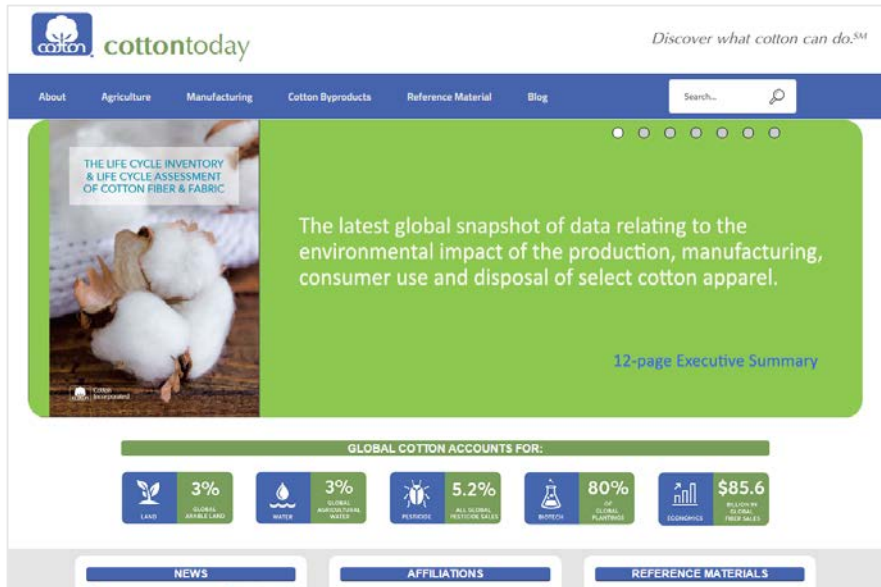 cotton
cottontoday
Discover what cotton can do.℠
About Agriculture Manufacturing Cotton Byproducts Reference Material Blog Search...
THE LIFE CYCLE INVENTORY
& LIFE CYCLE ASSESSMENT
OF COTTON FIBER & FABRIC
Cotton
Incorporated
The latest global snapshot of data relating to the
environmental impact of the production, manufacturing,
consumer use and disposal of select cotton apparel.
12-page Executive Summary
GLOBAL COTTON ACCOUNTS FOR:
LAND
3%
GLOBAL
ARABLE LAND
WATER
3%
GLOBAL
AGRICULTURAL
WATER
PESTICIDE
5.2%
ALL GLOBAL
PESTICIDE SALES
BIOTECH
80%
OF
GLOBAL
PLANTINGS
ECONOMICS
$85.6
BILLION IN
GLOBAL
FIBER SALES
NEWS
AFFILIATIONS
REFERENCE MATERIALS